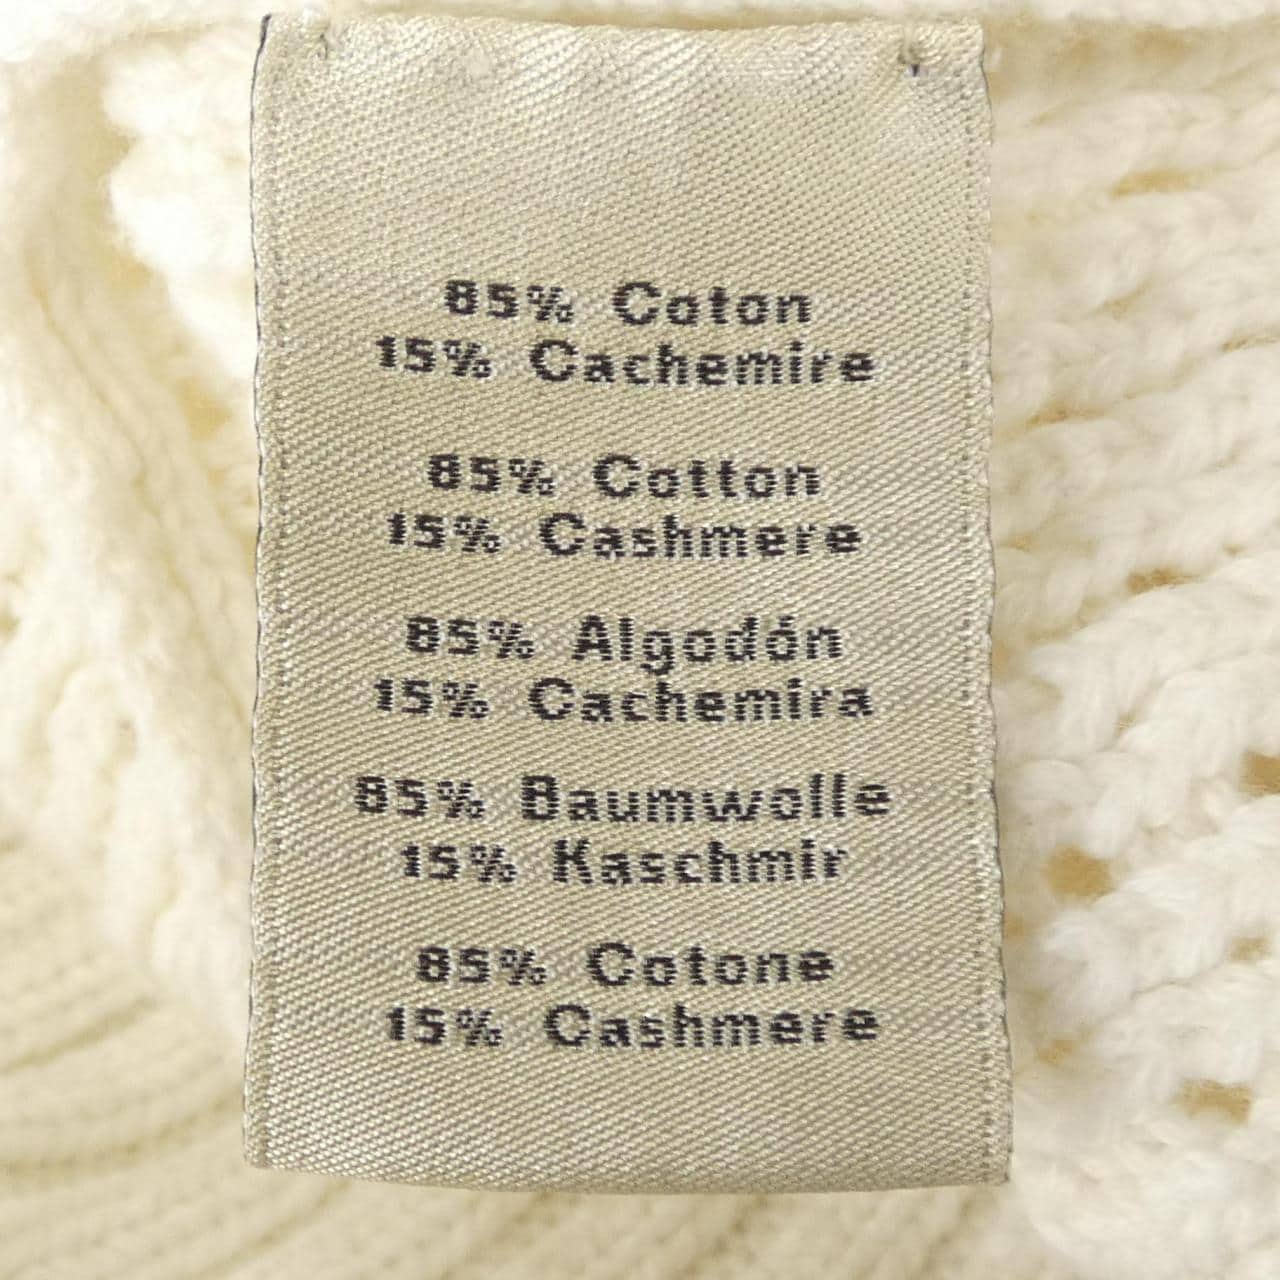 85% Coton
15% Cachemire
85% Cotton
15% Cashmere
85% Algodón
15% Cachemira
85% Baumwolle
15% Kaschmir
85% Cotone
15% Cashmere